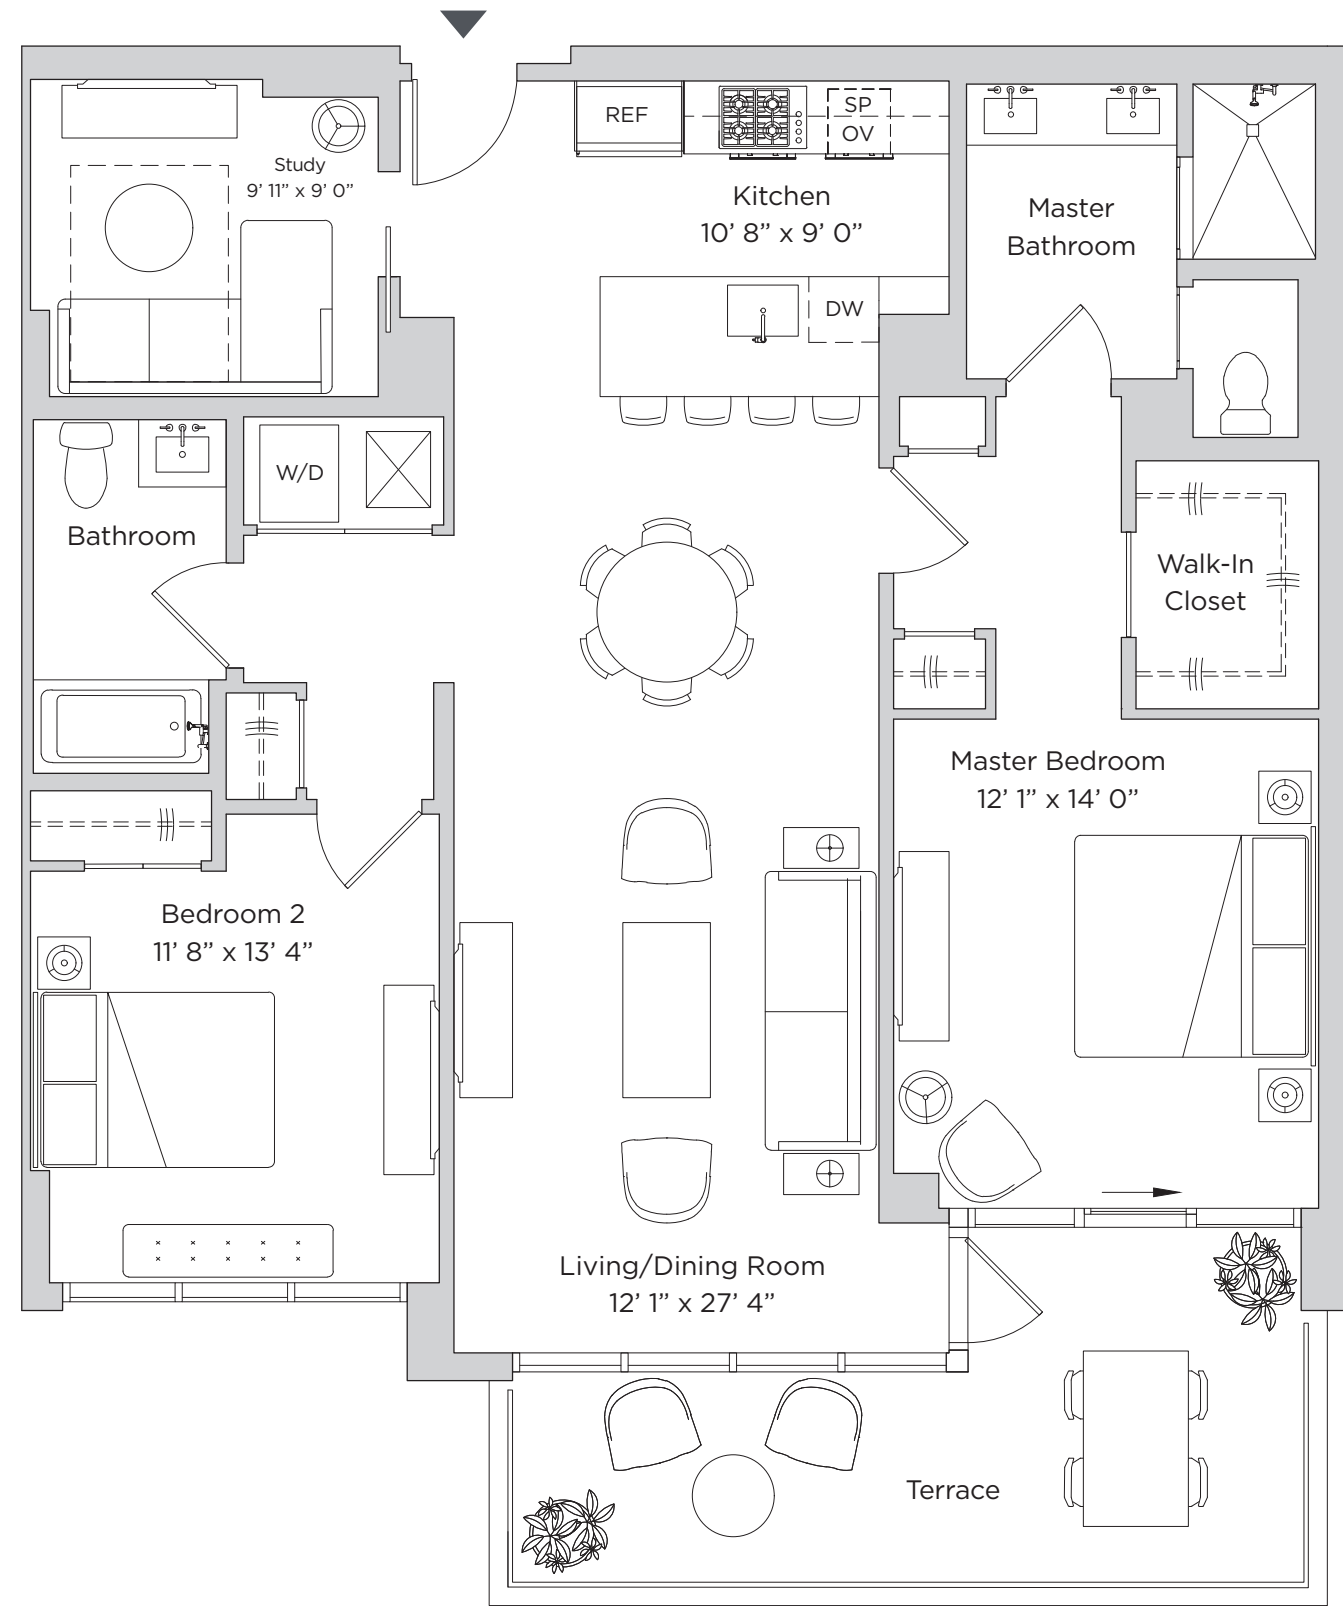 REF
SP
OV
Study
9' 11” x 9' 0”
Kitchen
10’ 8” x 9’ 0”
Master
Bathroom
DW
W/D
Bathroom
Walk-In
Closet
Master Bedroom
12’ 1” x 14’ 0”
Bedroom 2
11’ 8” x 13’ 4”
Living/Dining Room
12’ 1” x 27’ 4”
Terrace